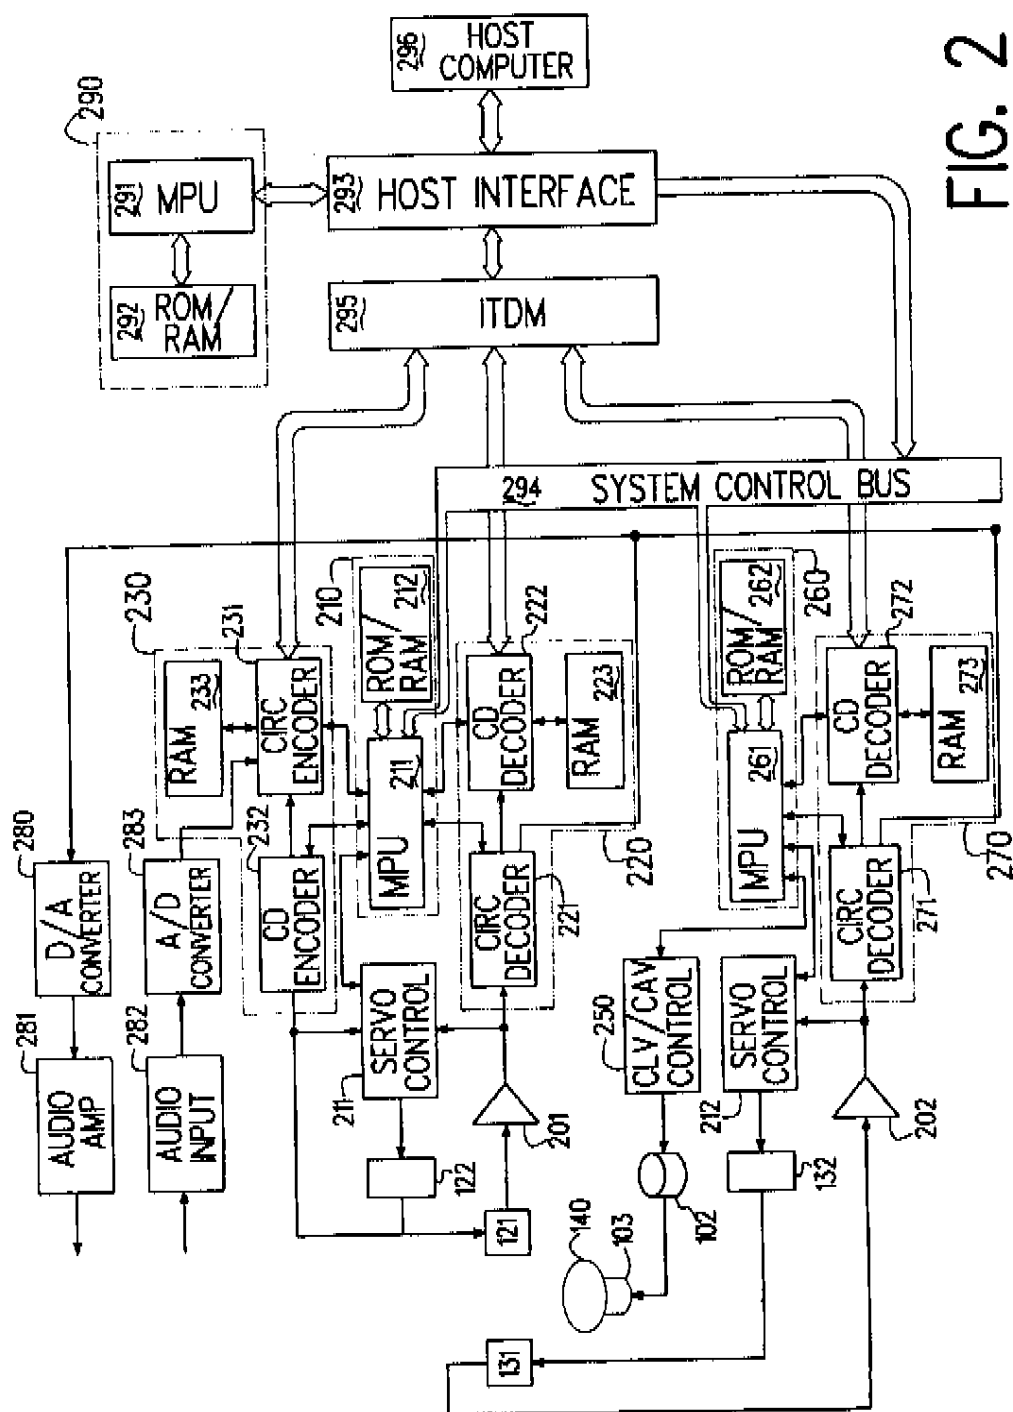 290
291
MPU
292
ROM/
RAM
296
HOST
COMPUTER
293
HOST INTERFACE
295
ITDM
294
SYSTEM CONTROL BUS
230
231
RAM
233
CIRC
ENCODER
232
CD
ENCODER
210
ROM/
RAM
212
MPU
211
222
CD
DECODER
RAM
223
CIRC
DECODER
221
220
260
ROM/
RAM
262
MPU
261
272
CD
DECODER
RAM
273
CIRC
DECODER
271
270
280
D/A
CONVERTER
283
A/D
CONVERTER
281
AUDIO
AMP
282
AUDIO
INPUT
SERVO
CONTROL
211
122
121
201
250
CLV/CAV
CONTROL
SERVO
CONTROL
212
102
132
202
140
103
131
FIG. 2